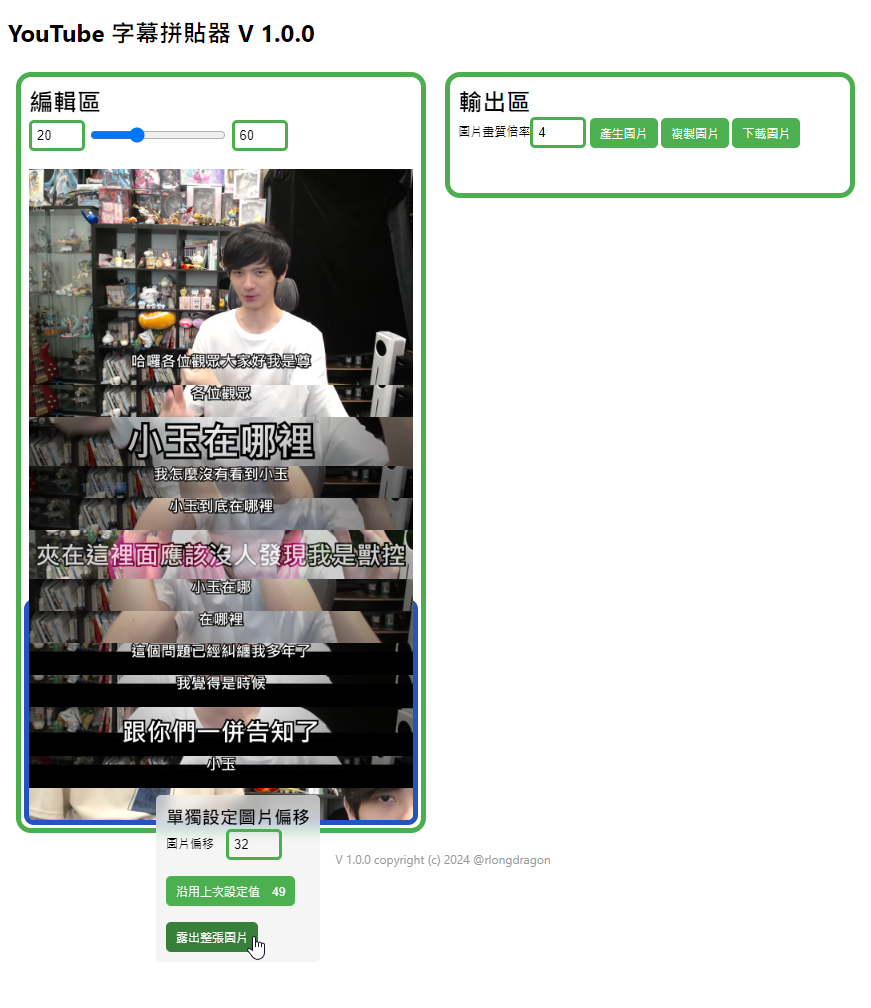 YouTube 字幕拼貼器 V 1.0.0
編輯區
20
60
哈囉各位觀眾大家好我是尊
各位觀眾
小玉在哪裡
我怎麼沒有看到小玉
小玉到底在哪裡
夾在這裡面應該沒人發現我是獸控
小玉在哪
在哪裡
這個問題已經糾纏我多年了
我覺得是時候
跟你們一併告知了
小玉
單獨設定圖片偏移
圖片偏移 32
沿用上次設定值 49
露出整張圖片
輸出區
圖片畫質倍率 4 產生圖片 複製圖片 下載圖片
V 1.0.0 copyright (c) 2024 @rlongdragon